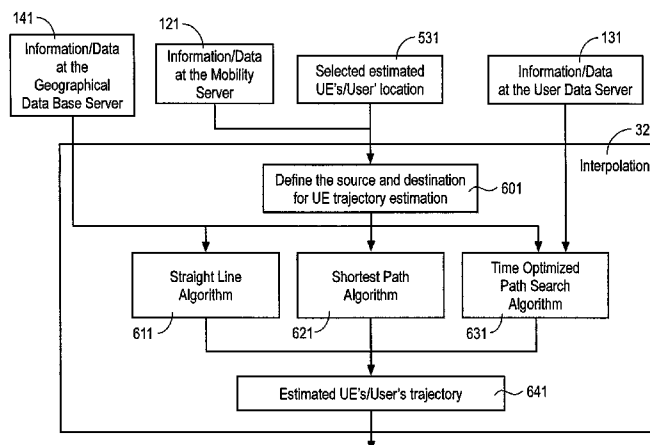 141
121
531
131
Information/Data
at the
Geographical
Data Base Server
Information/Data
at the Mobility
Server
Selected estimated
UE's/User' location
Information/Data
at the User Data Server
32
Interpolation
Define the source and destination
for UE trajectory estimation
601
Straight Line
Algorithm
611
Shortest Path
Algorithm
621
Time Optimized
Path Search
Algorithm
631
Estimated UE's/User's trajectory
641